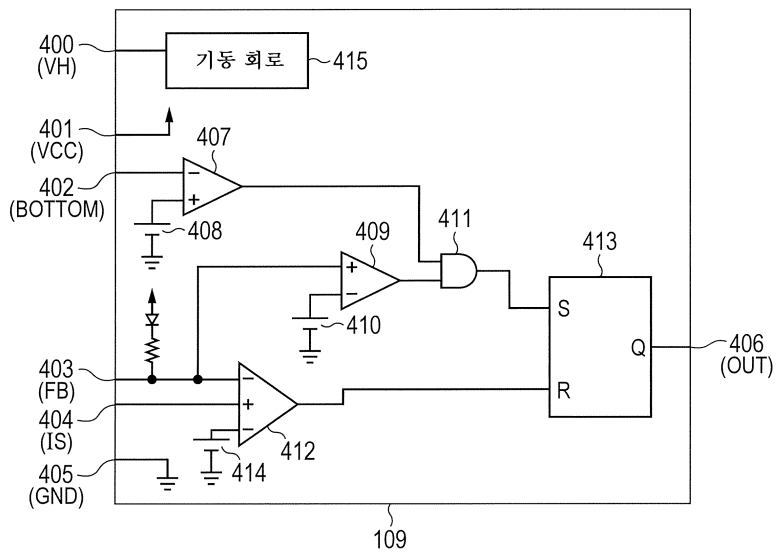 400
(VH)
기동 회로
415
401
(VCC)
407
402
(BOTTOM)
−
+
408
409
411
+
−
410
413
S
Q
R
406
(OUT)
403
(FB)
−
+
−
404
(IS)
412
414
405
(GND)
109